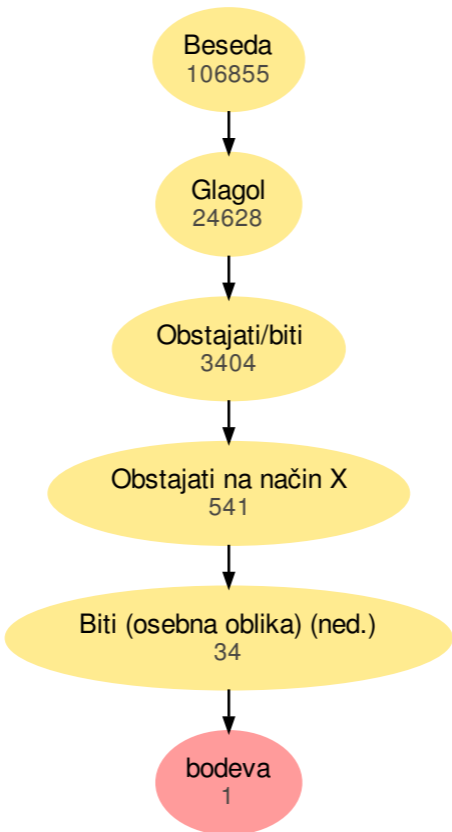 Beseda
106855
Glagol
24628
Obstajati/biti
3404
Obstajati na način X
541
Biti (osebna oblika) (ned.)
34
bodeva
1